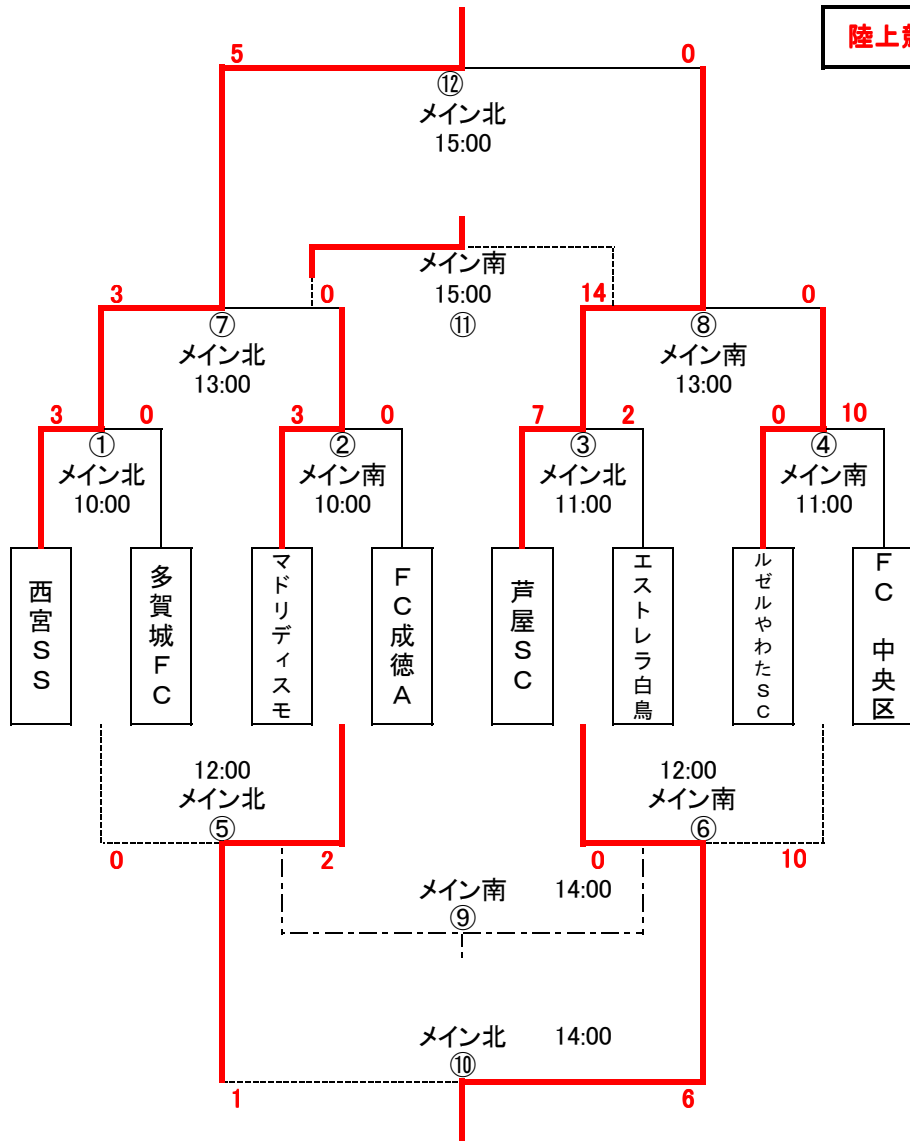 陸上
5
0
⑫
メイン北
15:00
メイン南
15:00
⑪
3
0
14
0
⑦
メイン北
13:00
⑧
メイン南
13:00
3
0
3
0
7
2
0
10
①
メイン北
10:00
②
メイン南
10:00
③
メイン北
11:00
④
メイン南
11:00
西宮SS
多賀城FC
マドリディスモ
FC成徳A
芦屋SC
エストレラ白鳥
ルゼルやわたSC
FC 中央区
12:00
メイン北
⑤
12:00
メイン南
⑥
0
2
0
10
メイン南 14:00
⑨
メイン北 14:00
⑩
1
6